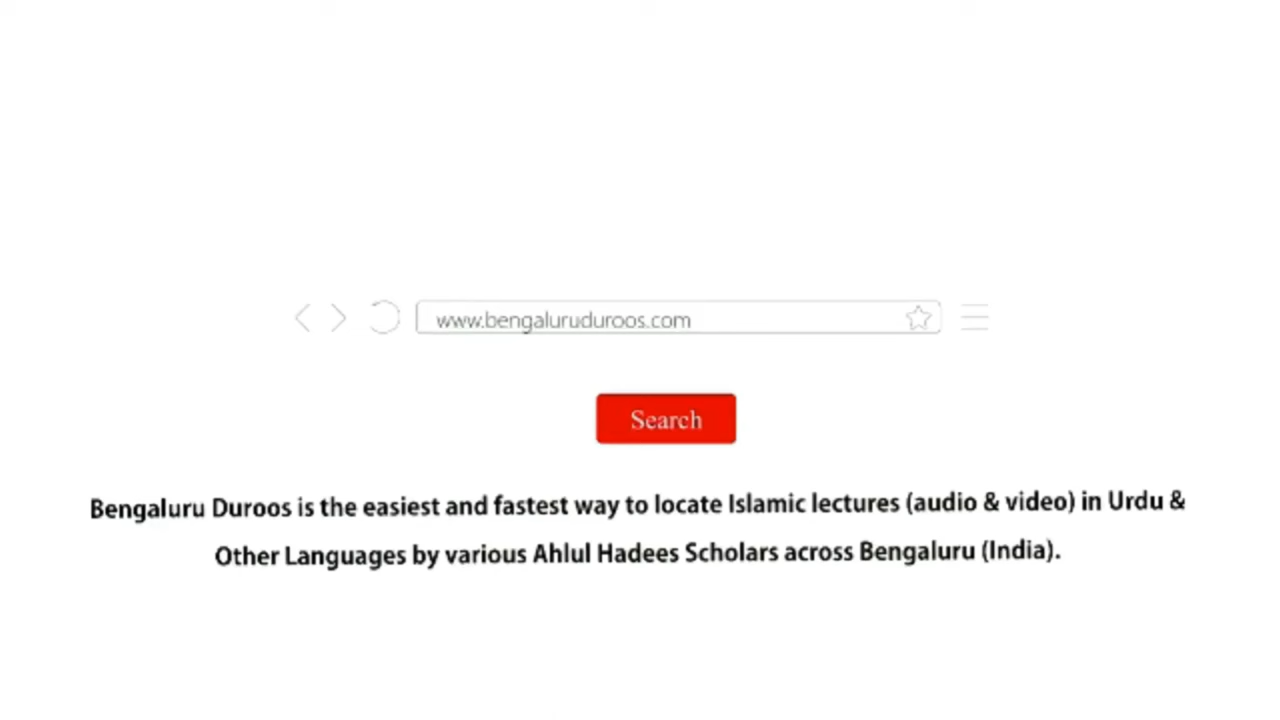 www.bengaluruduroos.com
Search
Bengaluru Duroos is the easiest and fastest way to locate Islamic lectures (audio & video) in Urdu &
Other Languages by various Ahlul Hadees Scholars across Bengaluru (India).